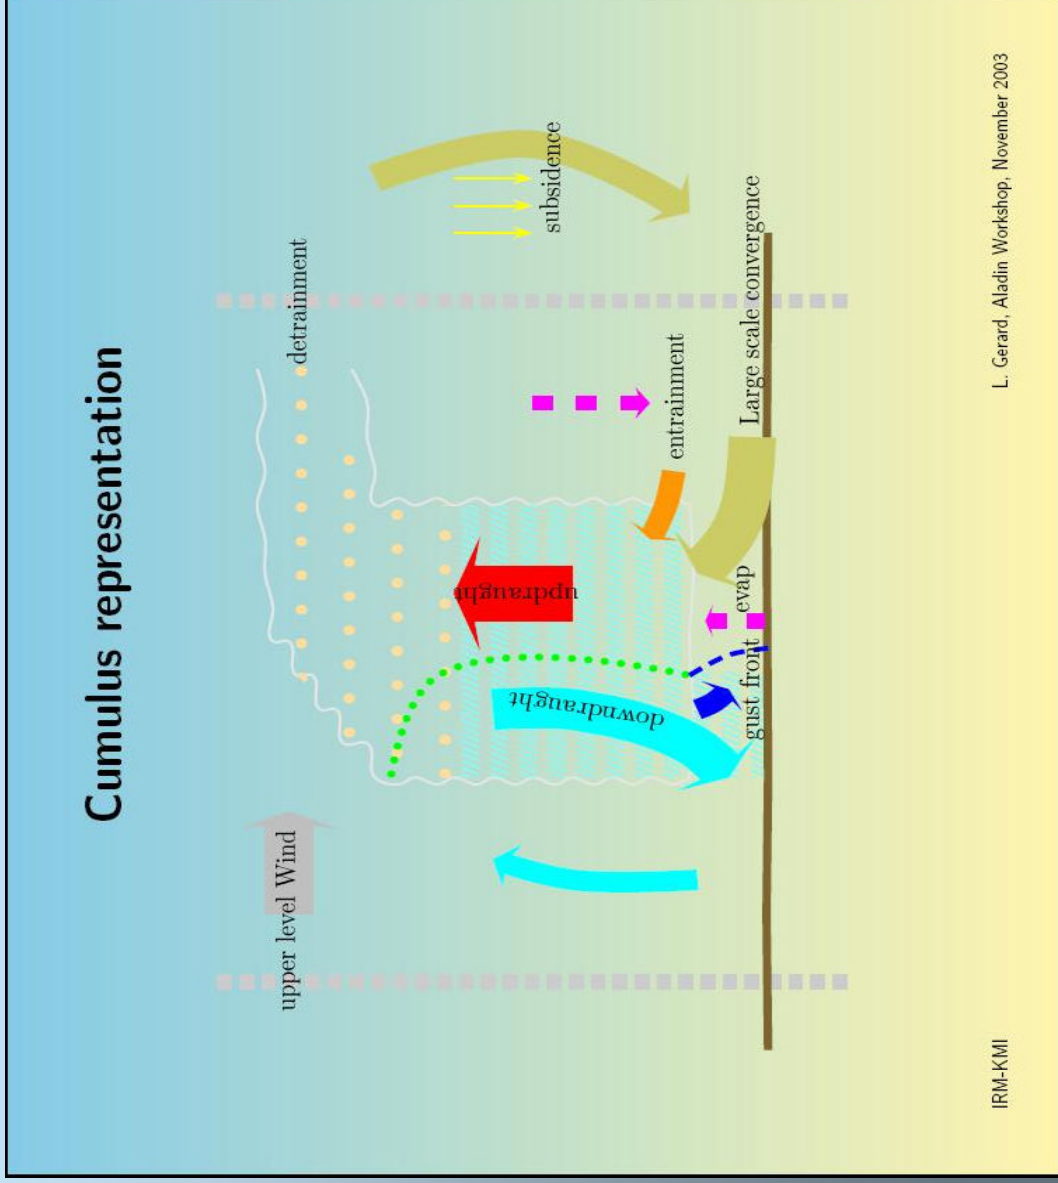 Cumulus representation
upper level Wind
detrainment
subsidence
updraught
downdraught
entrainment
evap
gust front
Large scale convergence
IRM-KMI
L. Gerard, Aladin Workshop, November 2003